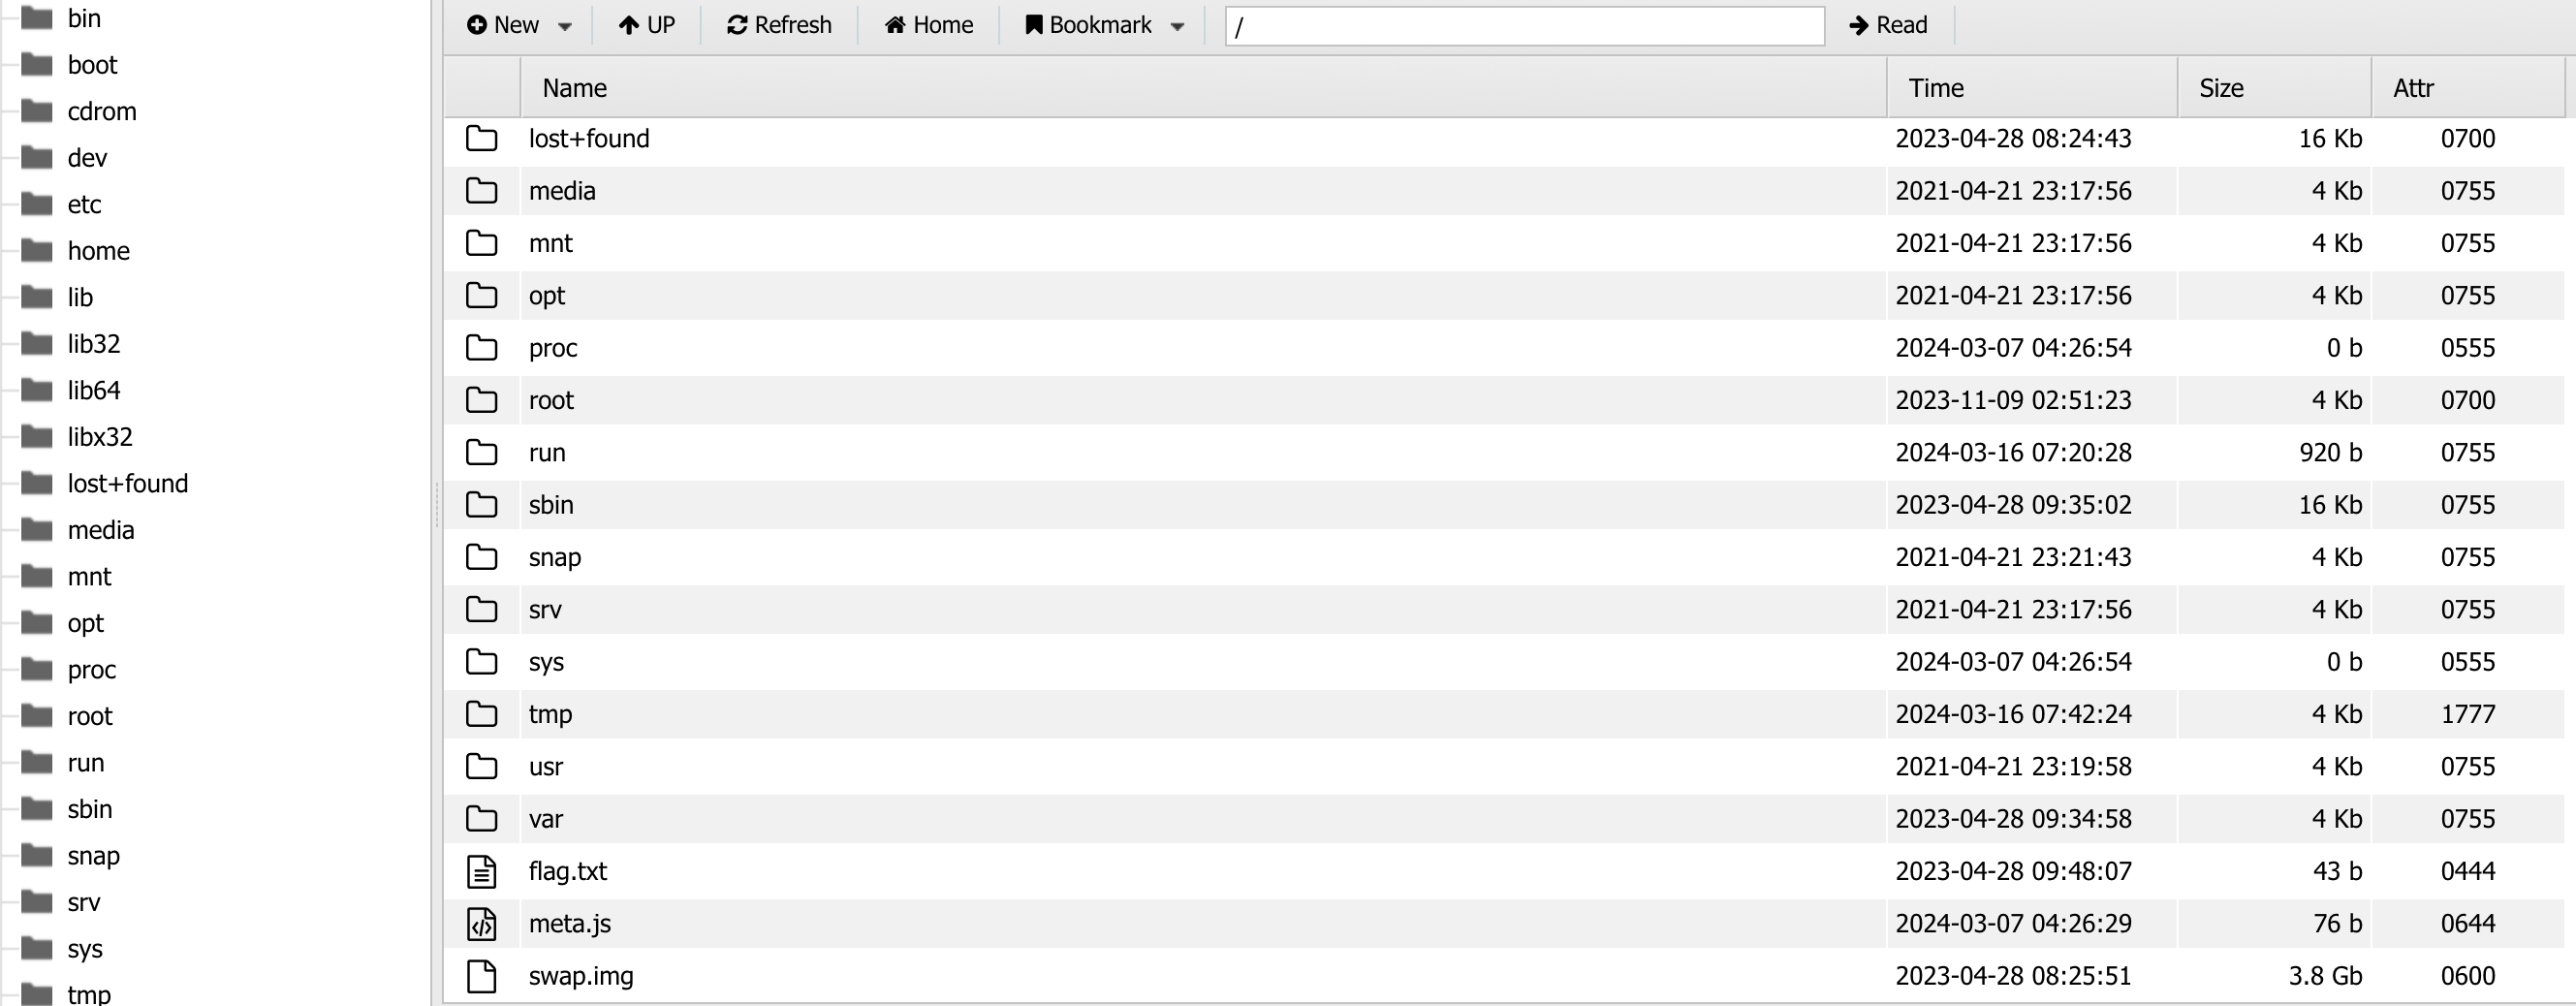 bin
boot
cdrom
dev
etc
home
lib
lib32
lib64
libx32
lost+found
media
mnt
opt
proc
root
run
sbin
snap
srv
sys
tmp
New UP Refresh Home Bookmark / Read
Name Time Size Attr
lost+found 2023-04-28 08:24:43 16 Kb 0700
media 2021-04-21 23:17:56 4 Kb 0755
mnt 2021-04-21 23:17:56 4 Kb 0755
opt 2021-04-21 23:17:56 4 Kb 0755
proc 2024-03-07 04:26:54 0 b 0555
root 2023-11-09 02:51:23 4 Kb 0700
run 2024-03-16 07:20:28 920 b 0755
sbin 2023-04-28 09:35:02 16 Kb 0755
snap 2021-04-21 23:21:43 4 Kb 0755
srv 2021-04-21 23:17:56 4 Kb 0755
sys 2024-03-07 04:26:54 0 b 0555
tmp 2024-03-16 07:42:24 4 Kb 1777
usr 2021-04-21 23:19:58 4 Kb 0755
var 2023-04-28 09:34:58 4 Kb 0755
flag.txt 2023-04-28 09:48:07 43 b 0444
meta.js 2024-03-07 04:26:29 76 b 0644
swap.img 2023-04-28 08:25:51 3.8 Gb 0600